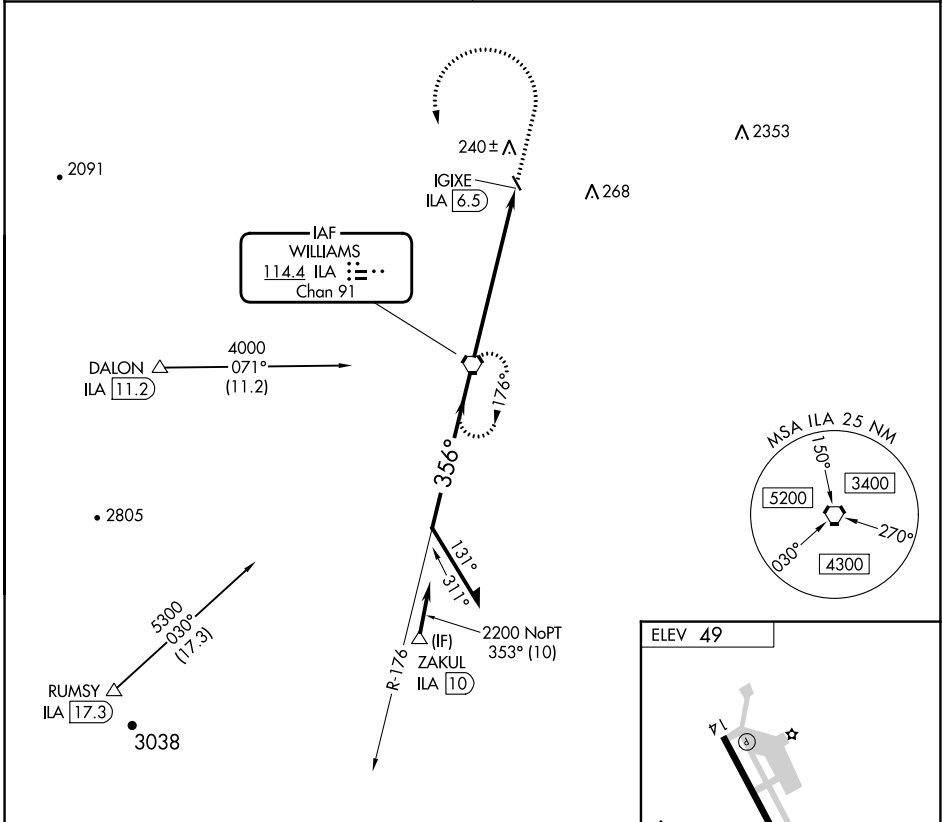 2353
240 ±
2091
IGIXE
ILA 6.5
268
IAF
WILLIAMS
114.4 ILA
Chan 91
4000
DALON
071°
ILA 11.2
(11.2)
176°
MSA ILA 25 NM
150°
356°
5200
3400
2805
270°
030°
4300
131°
311°
5300
030°
(17.3)
2200 NoPT
353° (10)
(IF)
ZAKUL
ILA 10
R-176
ELEV 49
RUMSY
ILA 17.3
3038
14
P